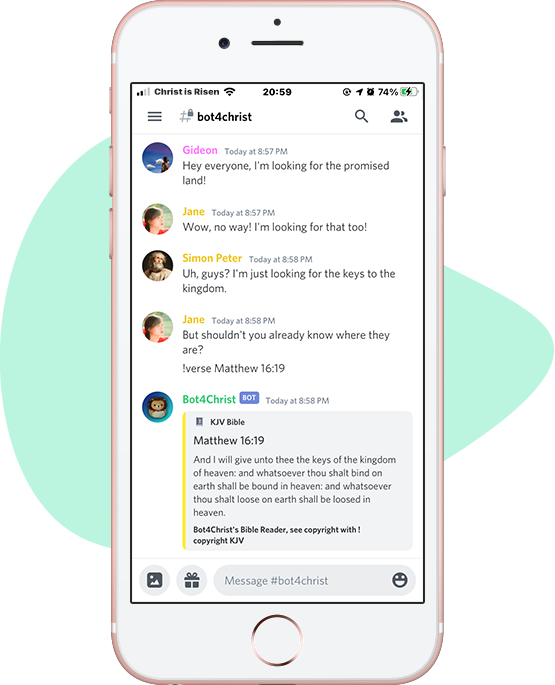 Christ is Risen 20:59 74%
# bot4christ
Gideon Today at 8:57 PM
Hey everyone, I'm looking for the promised
land!
Jane Today at 8:57 PM
Wow, no way! I'm looking for that too!
Simon Peter Today at 8:58 PM
Uh, guys? I'm just looking for the keys to the
kingdom.
Jane Today at 8:58 PM
But shouldn't you already know where they
are?
!verse Matthew 16:19
Bot4Christ BOT Today at 8:58 PM
KJV Bible
Matthew 16:19
And I will give unto thee the keys of the kingdom
of heaven: and whatsoever thou shalt bind on
earth shall be bound in heaven: and whatsoever
thou shalt loose on earth shall be loosed in
heaven.
Bot4Christ's Bible Reader, see copyright with !
copyright KJV
Message #bot4christ